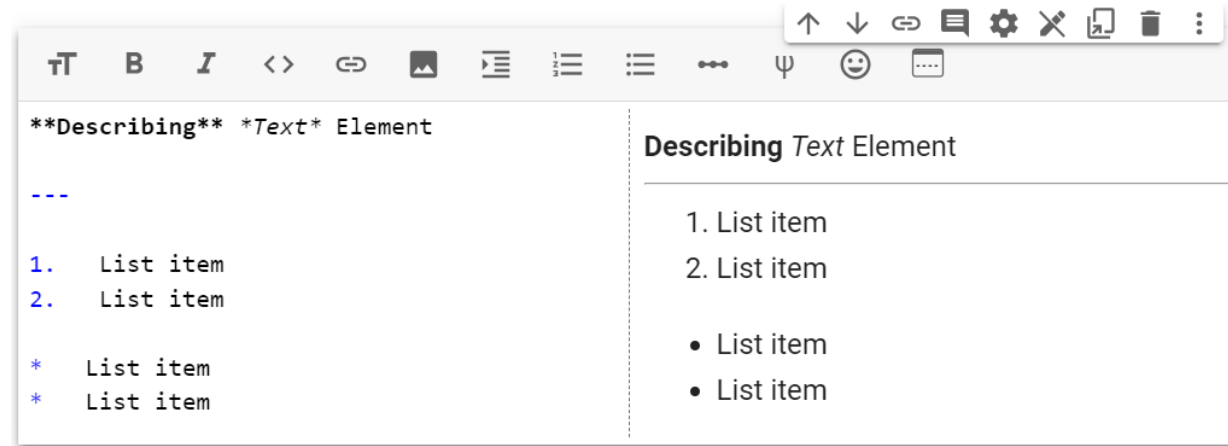 **Describing** *Text* Element
---
1. List item
2. List item
* List item
* List item
Describing Text Element
1. List item
2. List item
• List item
• List item